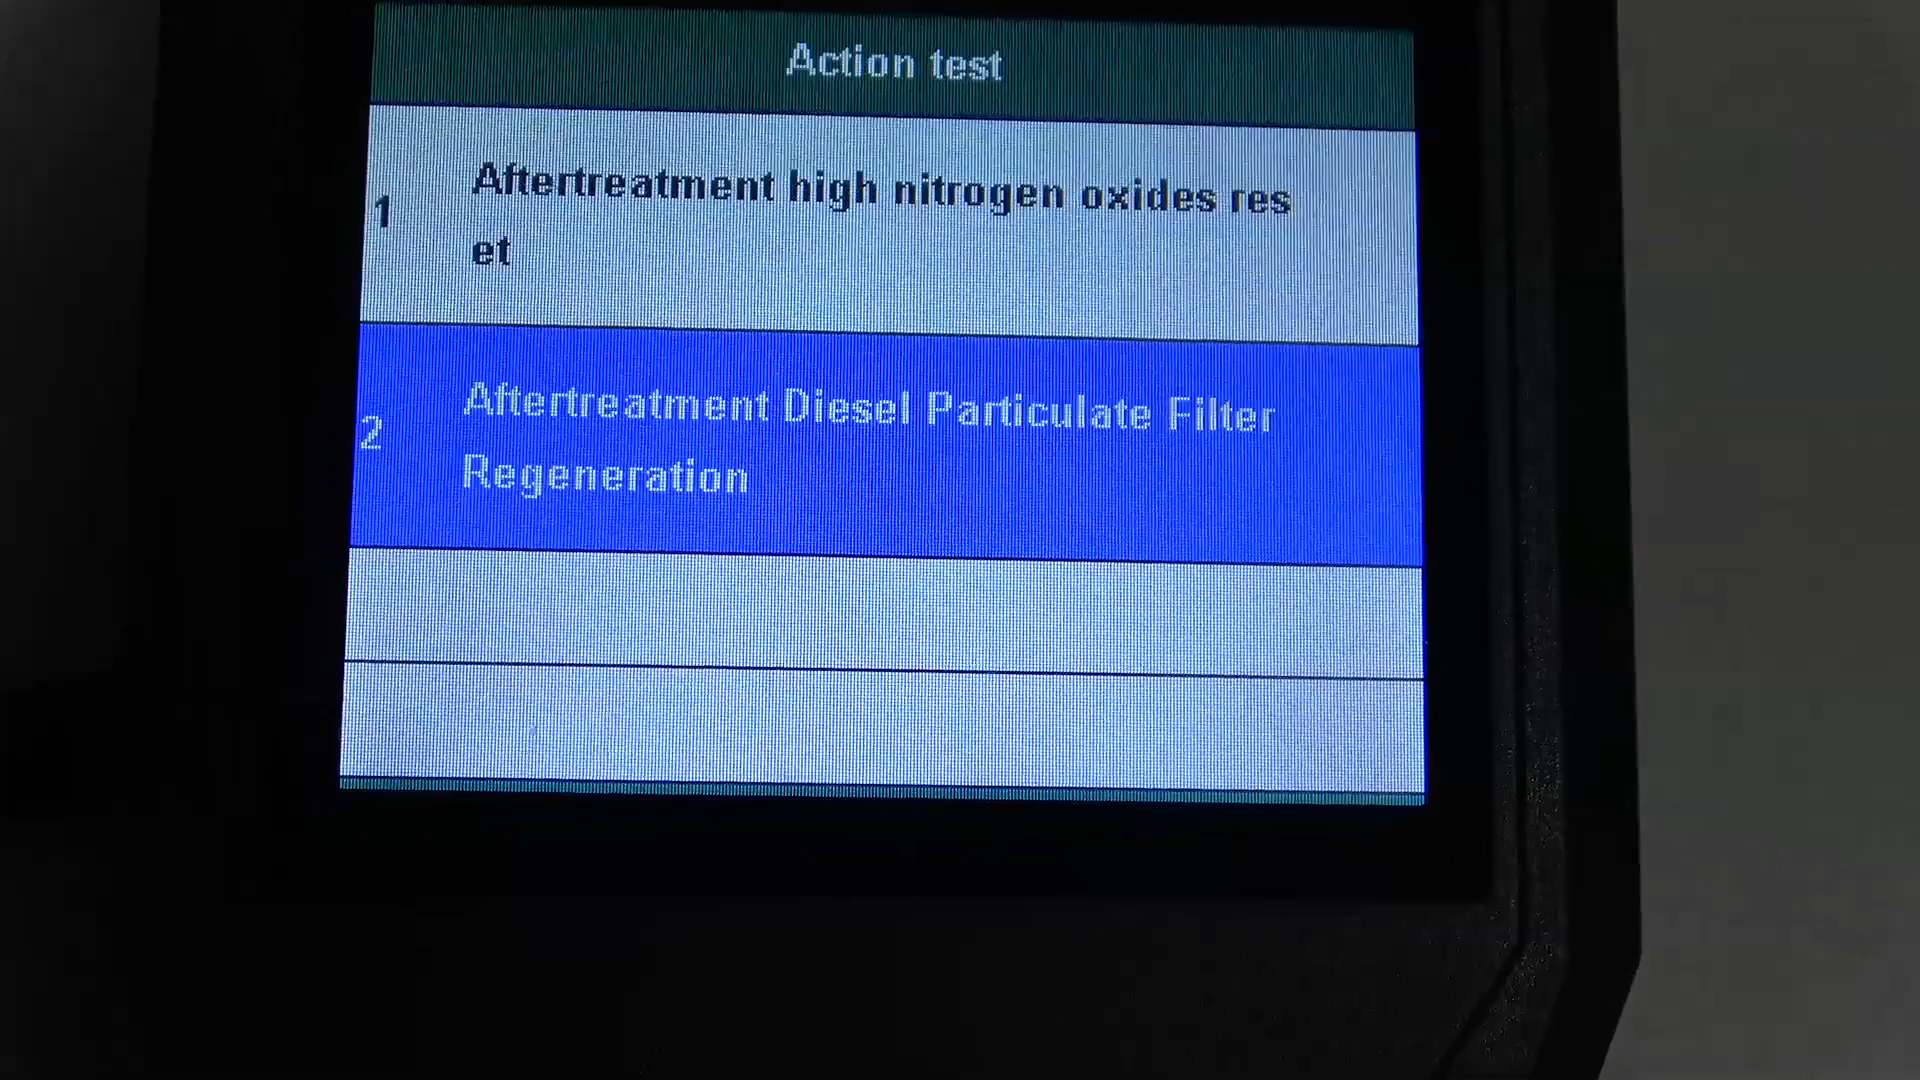 Action test
1
Aftertreatment high nitrogen oxides res
et
2
Aftertreatment Diesel Particulate Filter
Regeneration